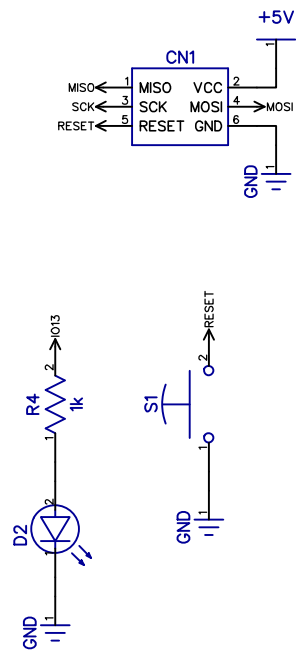 +5V
1
CN1
MISO 1 MISO VCC 2
SCK 3 SCK MOSI 4 MOSI
RESET 5 RESET GND 6
1
GND
IO13
2
R4
1k
1
2
D2
1
1
GND
RESET
2
S1
1
1
GND